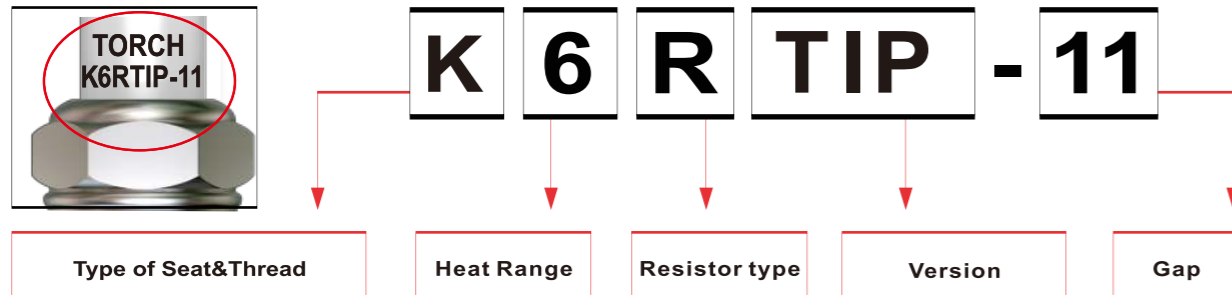 TORCH
K6RTIP-11
K 6 R TIP - 11
Type of Seat&Thread
Heat Range
Resistor type
Version
Gap